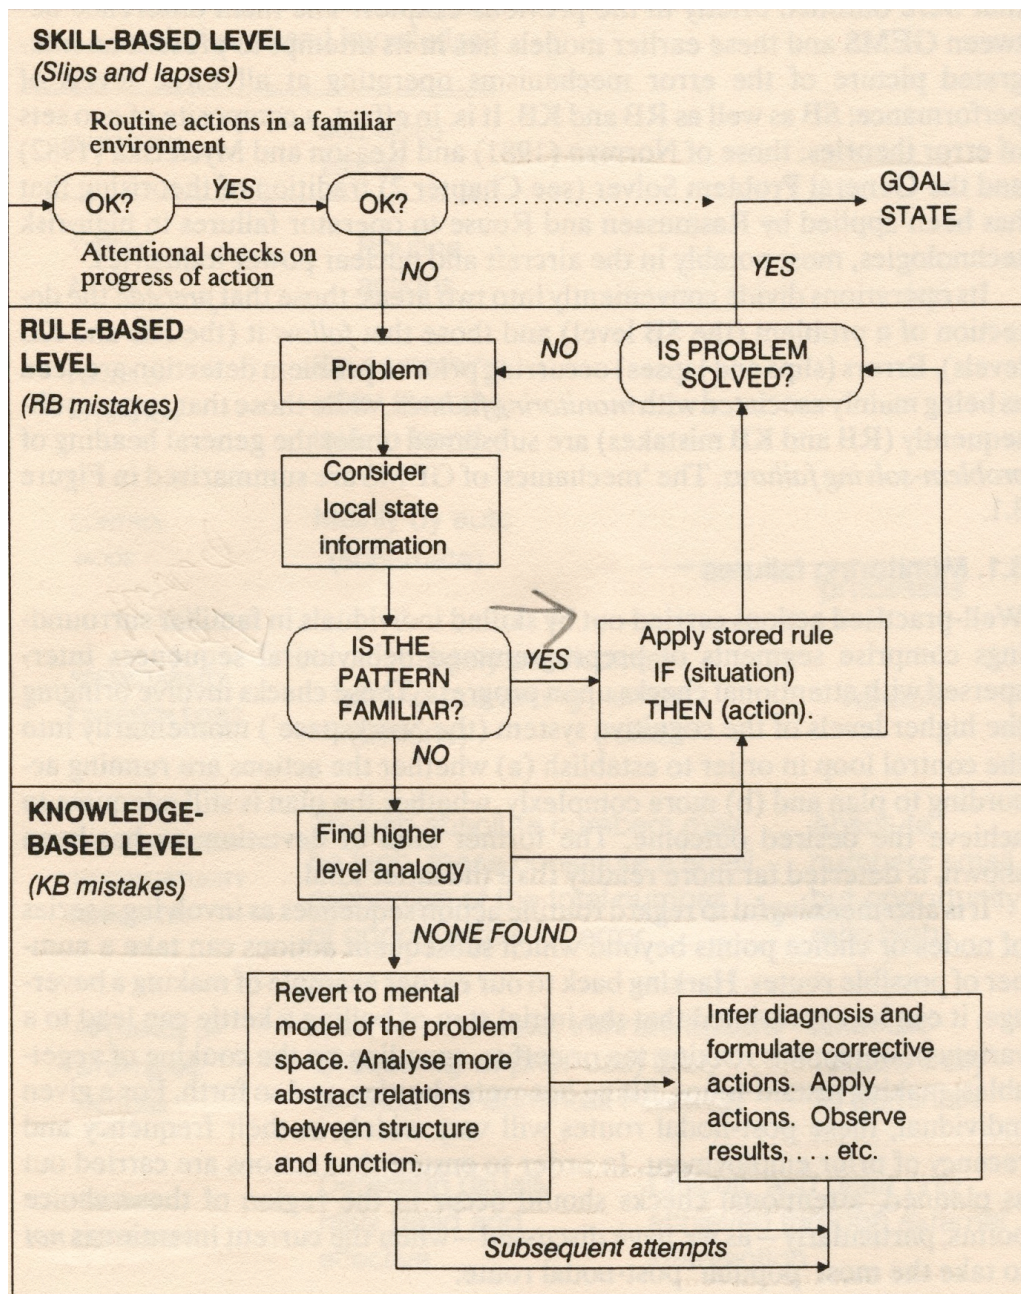 SKILL-BASED LEVEL
(Slips and lapses)
Routine actions in a familiar
environment
OK?
YES
OK?
GOAL
STATE
Attentional checks on
progress of action
NO
YES
RULE-BASED
LEVEL
(RB mistakes)
Problem
NO
IS PROBLEM
SOLVED?
Consider
local state
information
IS THE
PATTERN
FAMILIAR?
YES
Apply stored rule
IF (situation)
THEN (action).
NO
KNOWLEDGE-
BASED LEVEL
(KB mistakes)
Find higher
level analogy
NONE FOUND
Revert to mental
model of the problem
space. Analyse more
abstract relations
between structure
and function.
Infer diagnosis and
formulate corrective
actions. Apply
actions. Observe
results, . . . etc.
Subsequent attempts